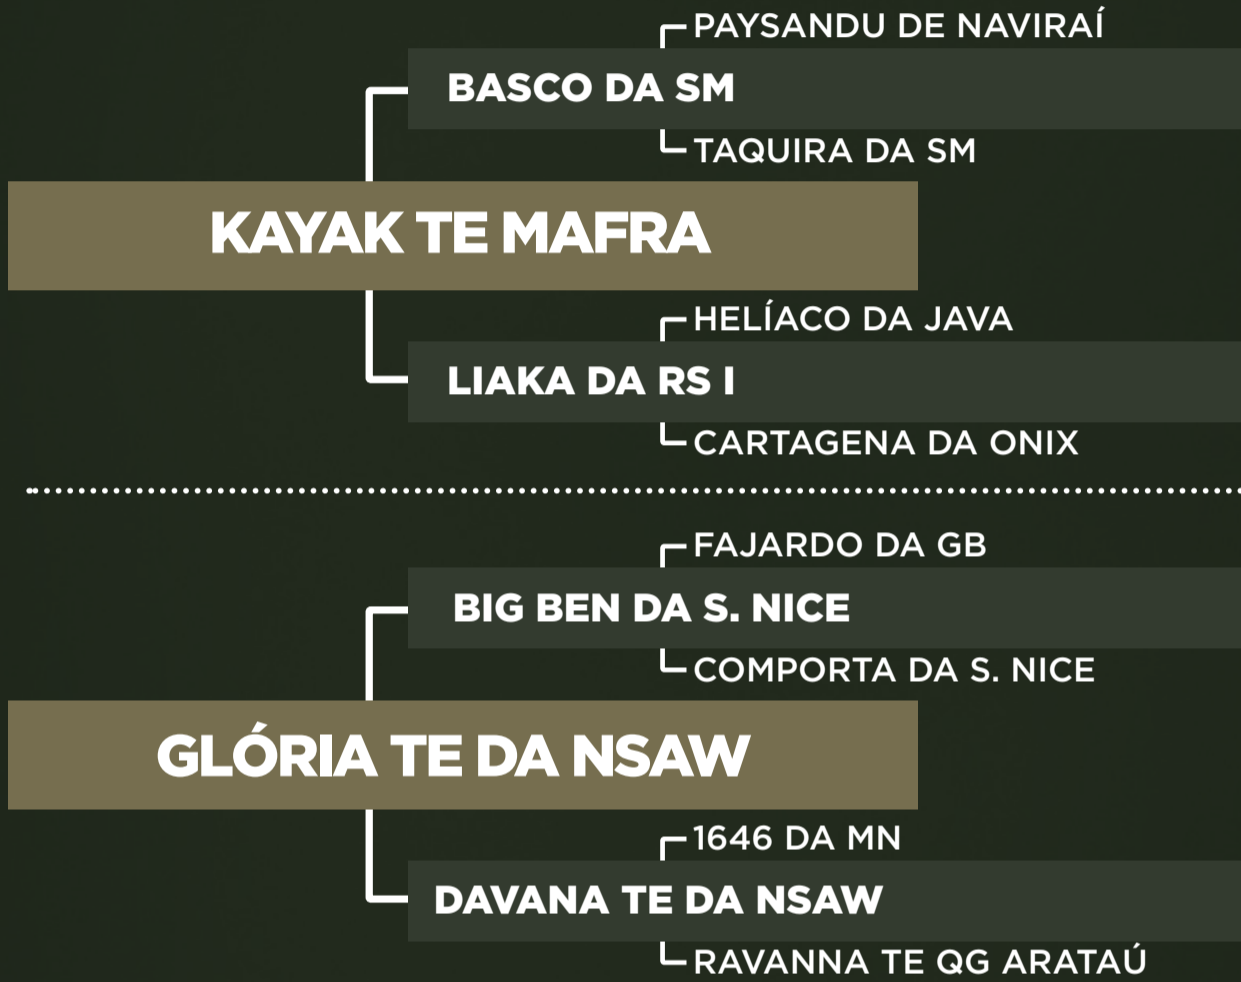 PAYSANDU DE NAVIRAÍ
BASCO DA SM
TAQUIRA DA SM
KAYAK TE MAFRA
HELÍACO DA JAVA
LIAKA DA RS I
CARTAGENA DA ONIX
FAJARDO DA GB
BIG BEN DA S. NICE
COMPORTA DA S. NICE
GLÓRIA TE DA NSAW
1646 DA MN
DAVANA TE DA NSAW
RAVANNA TE QG ARATAÚ